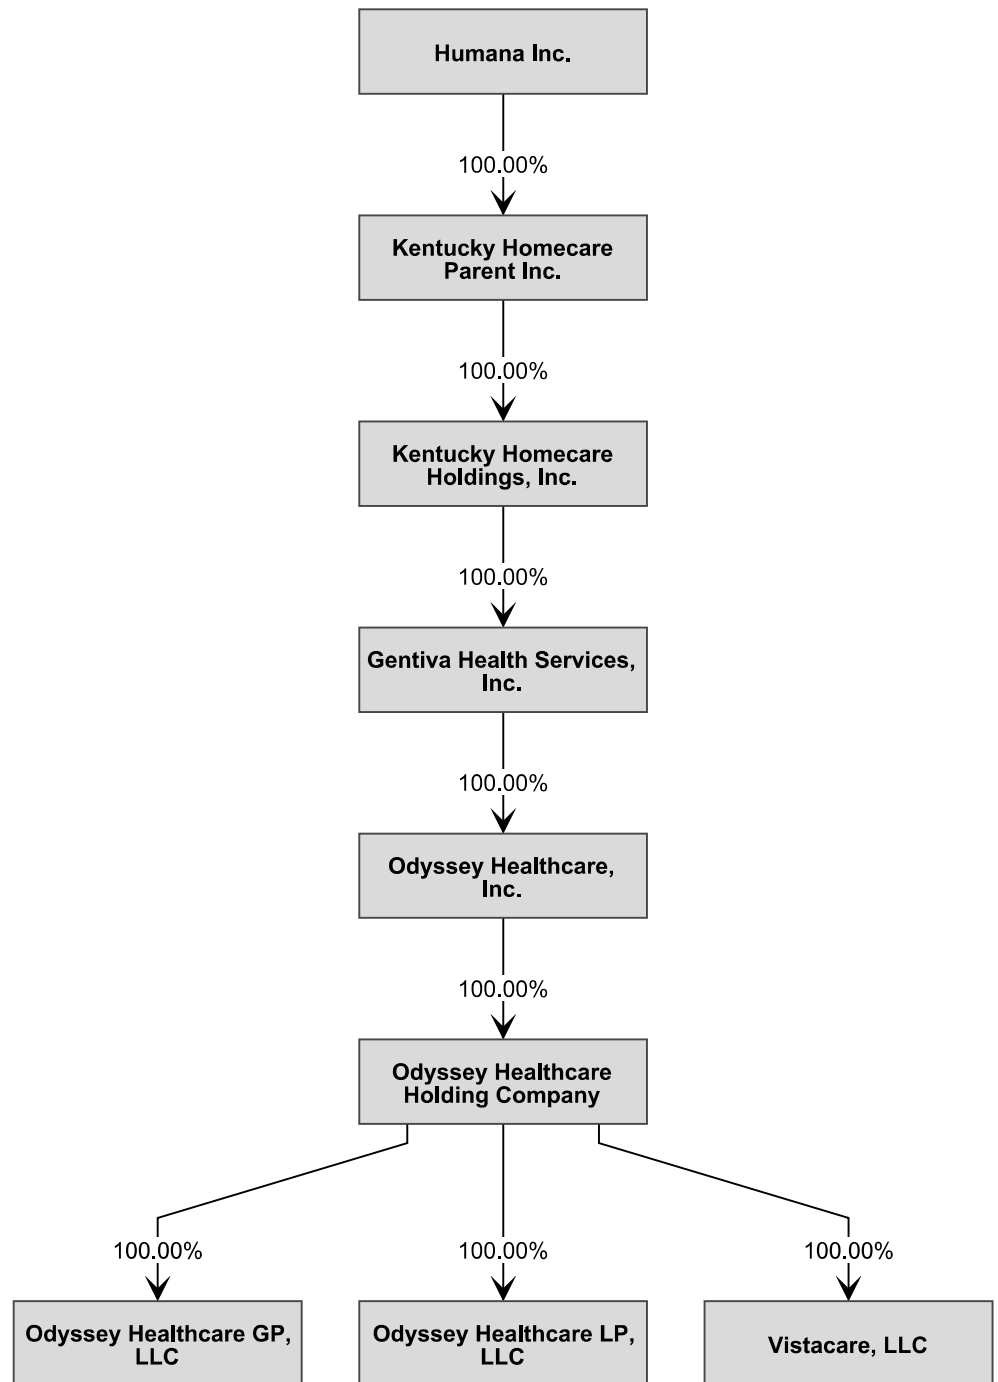 Humana Inc.
100.00%
Kentucky Homecare
Parent Inc.
100.00%
Kentucky Homecare
Holdings, Inc.
100.00%
Gentiva Health Services,
Inc.
100.00%
Odyssey Healthcare,
Inc.
100.00%
Odyssey Healthcare
Holding Company
100.00%
100.00%
100.00%
Odyssey Healthcare GP,
LLC
Odyssey Healthcare LP,
LLC
Vistacare, LLC